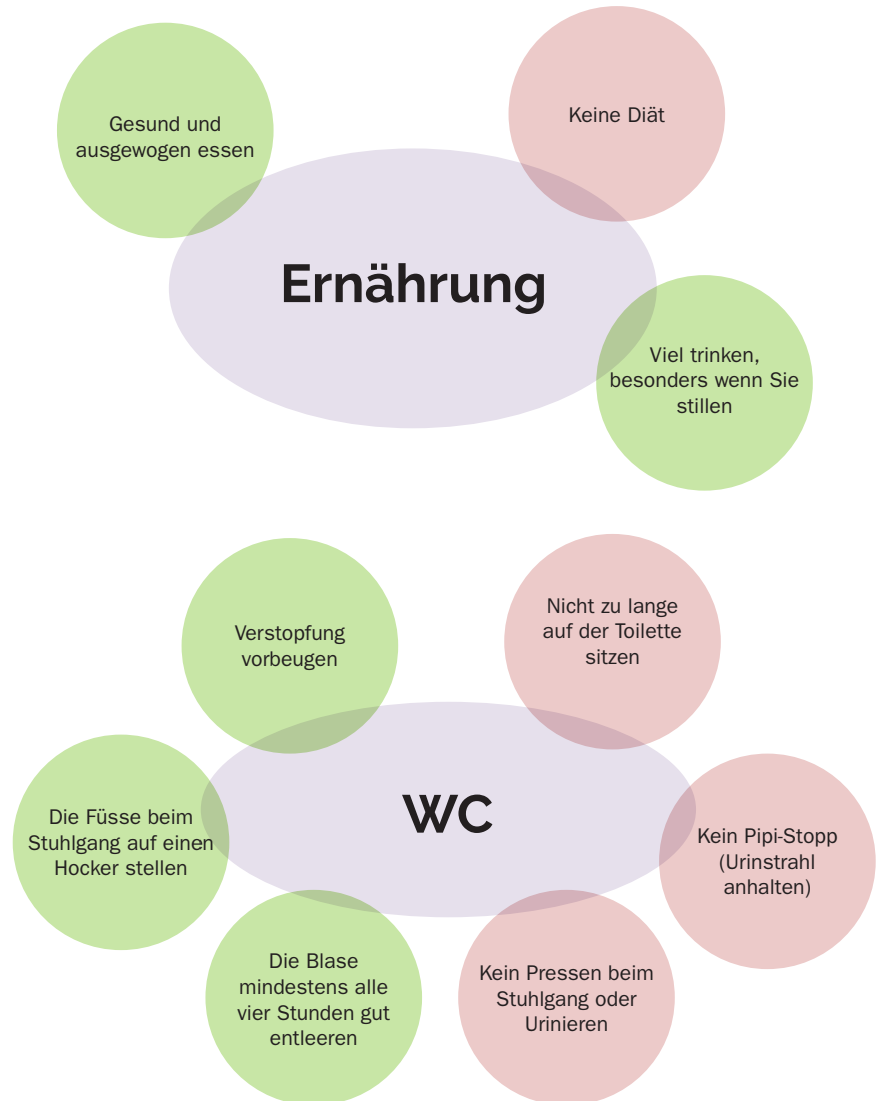 Gesund und
ausgewogen essen
Keine Diät
Ernährung
Viel trinken,
besonders wenn Sie
stillen
Verstopfung
vorbeugen
Nicht zu lange
auf der Toilette
sitzen
WC
Die Füsse beim
Stuhlgang auf einen
Hocker stellen
Kein Pipi-Stopp
(Urinstrahl
anhalten)
Die Blase
mindestens alle
vier Stunden gut
entleeren
Kein Pressen beim
Stuhlgang oder
Urinieren